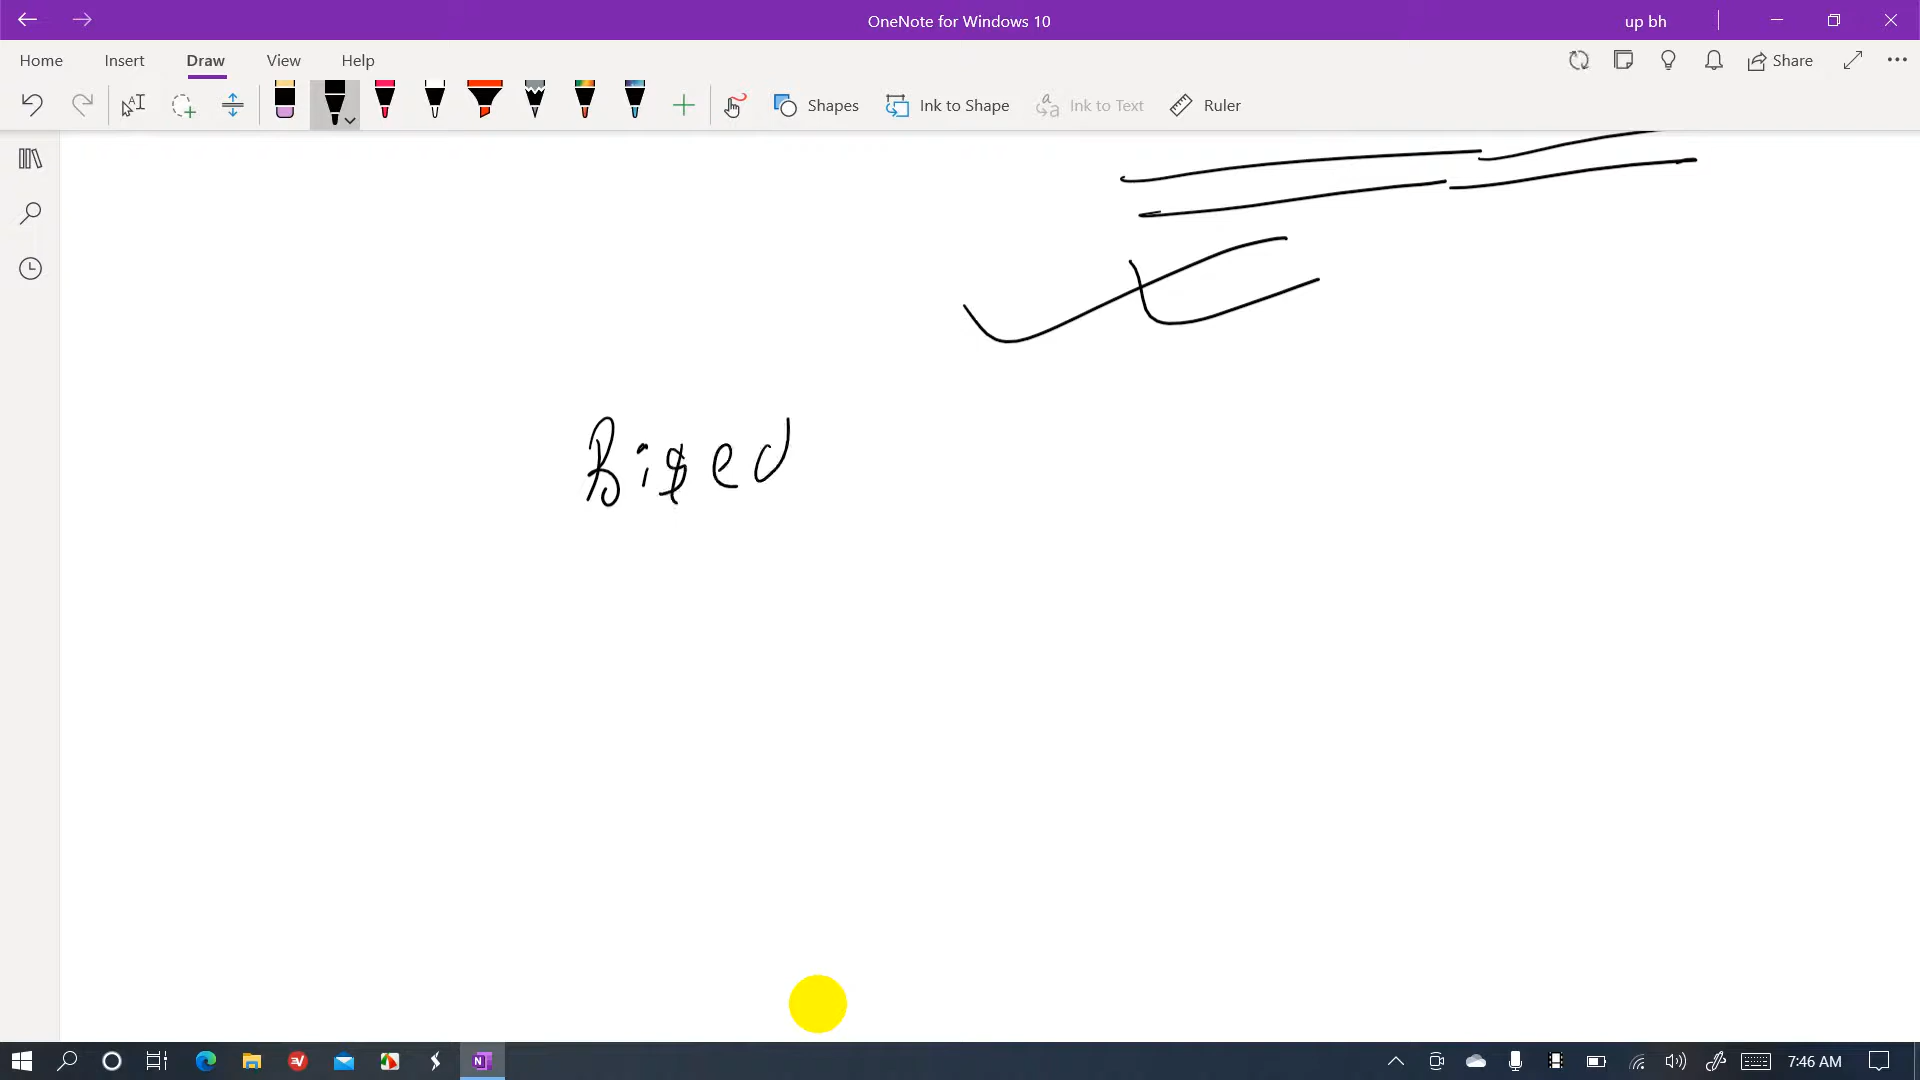 OneNote for Windows 10
up bh
Home Insert Draw View Help
Share
Shapes Ink to Shape Ink to Text Ruler
7:46 AM